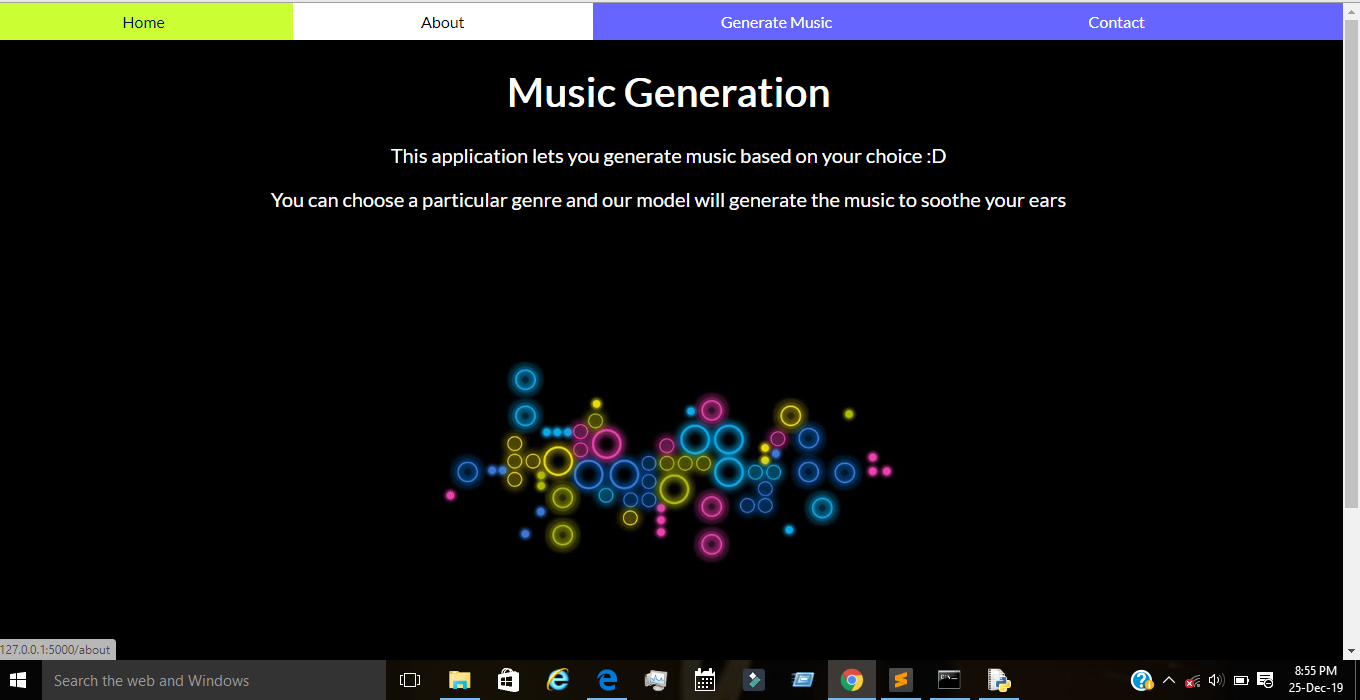 Home About Generate Music Contact
Music Generation
This application lets you generate music based on your choice :D
You can choose a particular genre and our model will generate the music to soothe your ears
127.0.0.1:5000/about
Search the web and Windows
8:55 PM
25-Dec-19